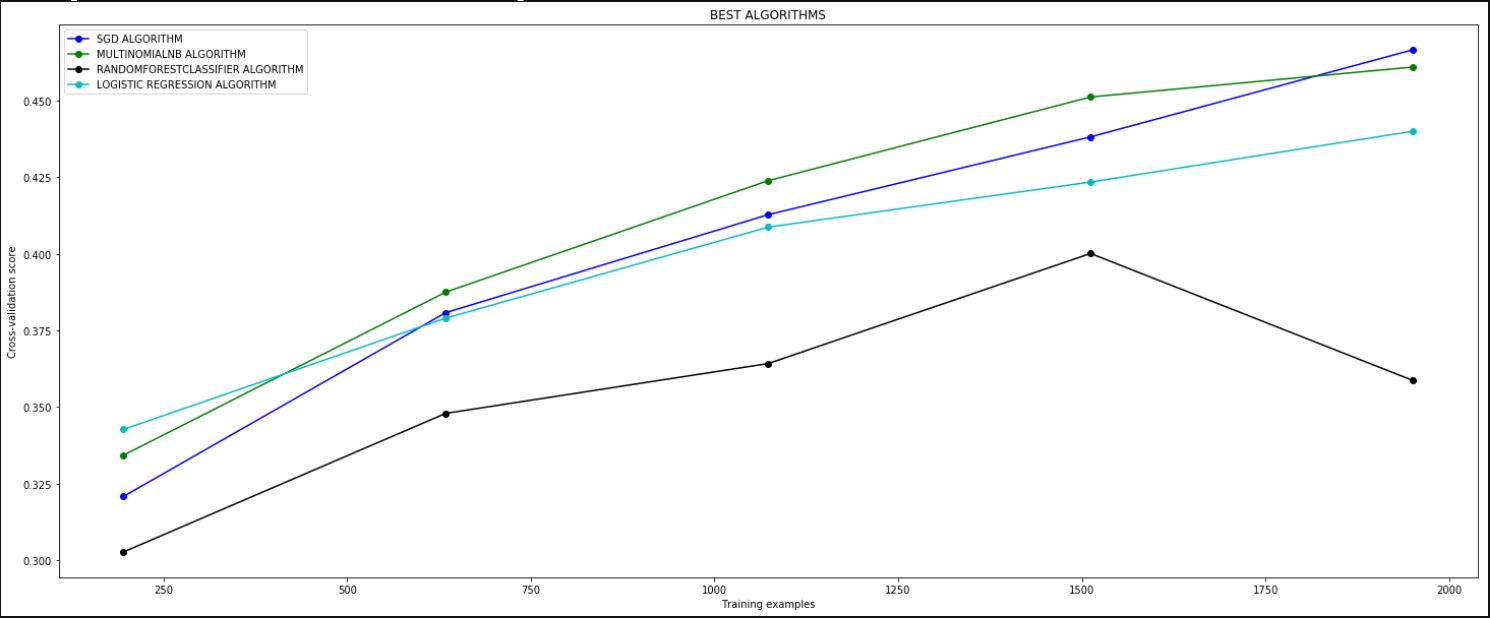 BEST ALGORITHMS
SGD ALGORITHM
MULTINOMIALNB ALGORITHM
RANDOMFORESTCLASSIFIER ALGORITHM
LOGISTIC REGRESSION ALGORITHM
Cross-validation score
0.450
0.425
0.400
0.375
0.350
0.325
0.300
250 500 750 1000 1250 1500 1750 2000
Training examples